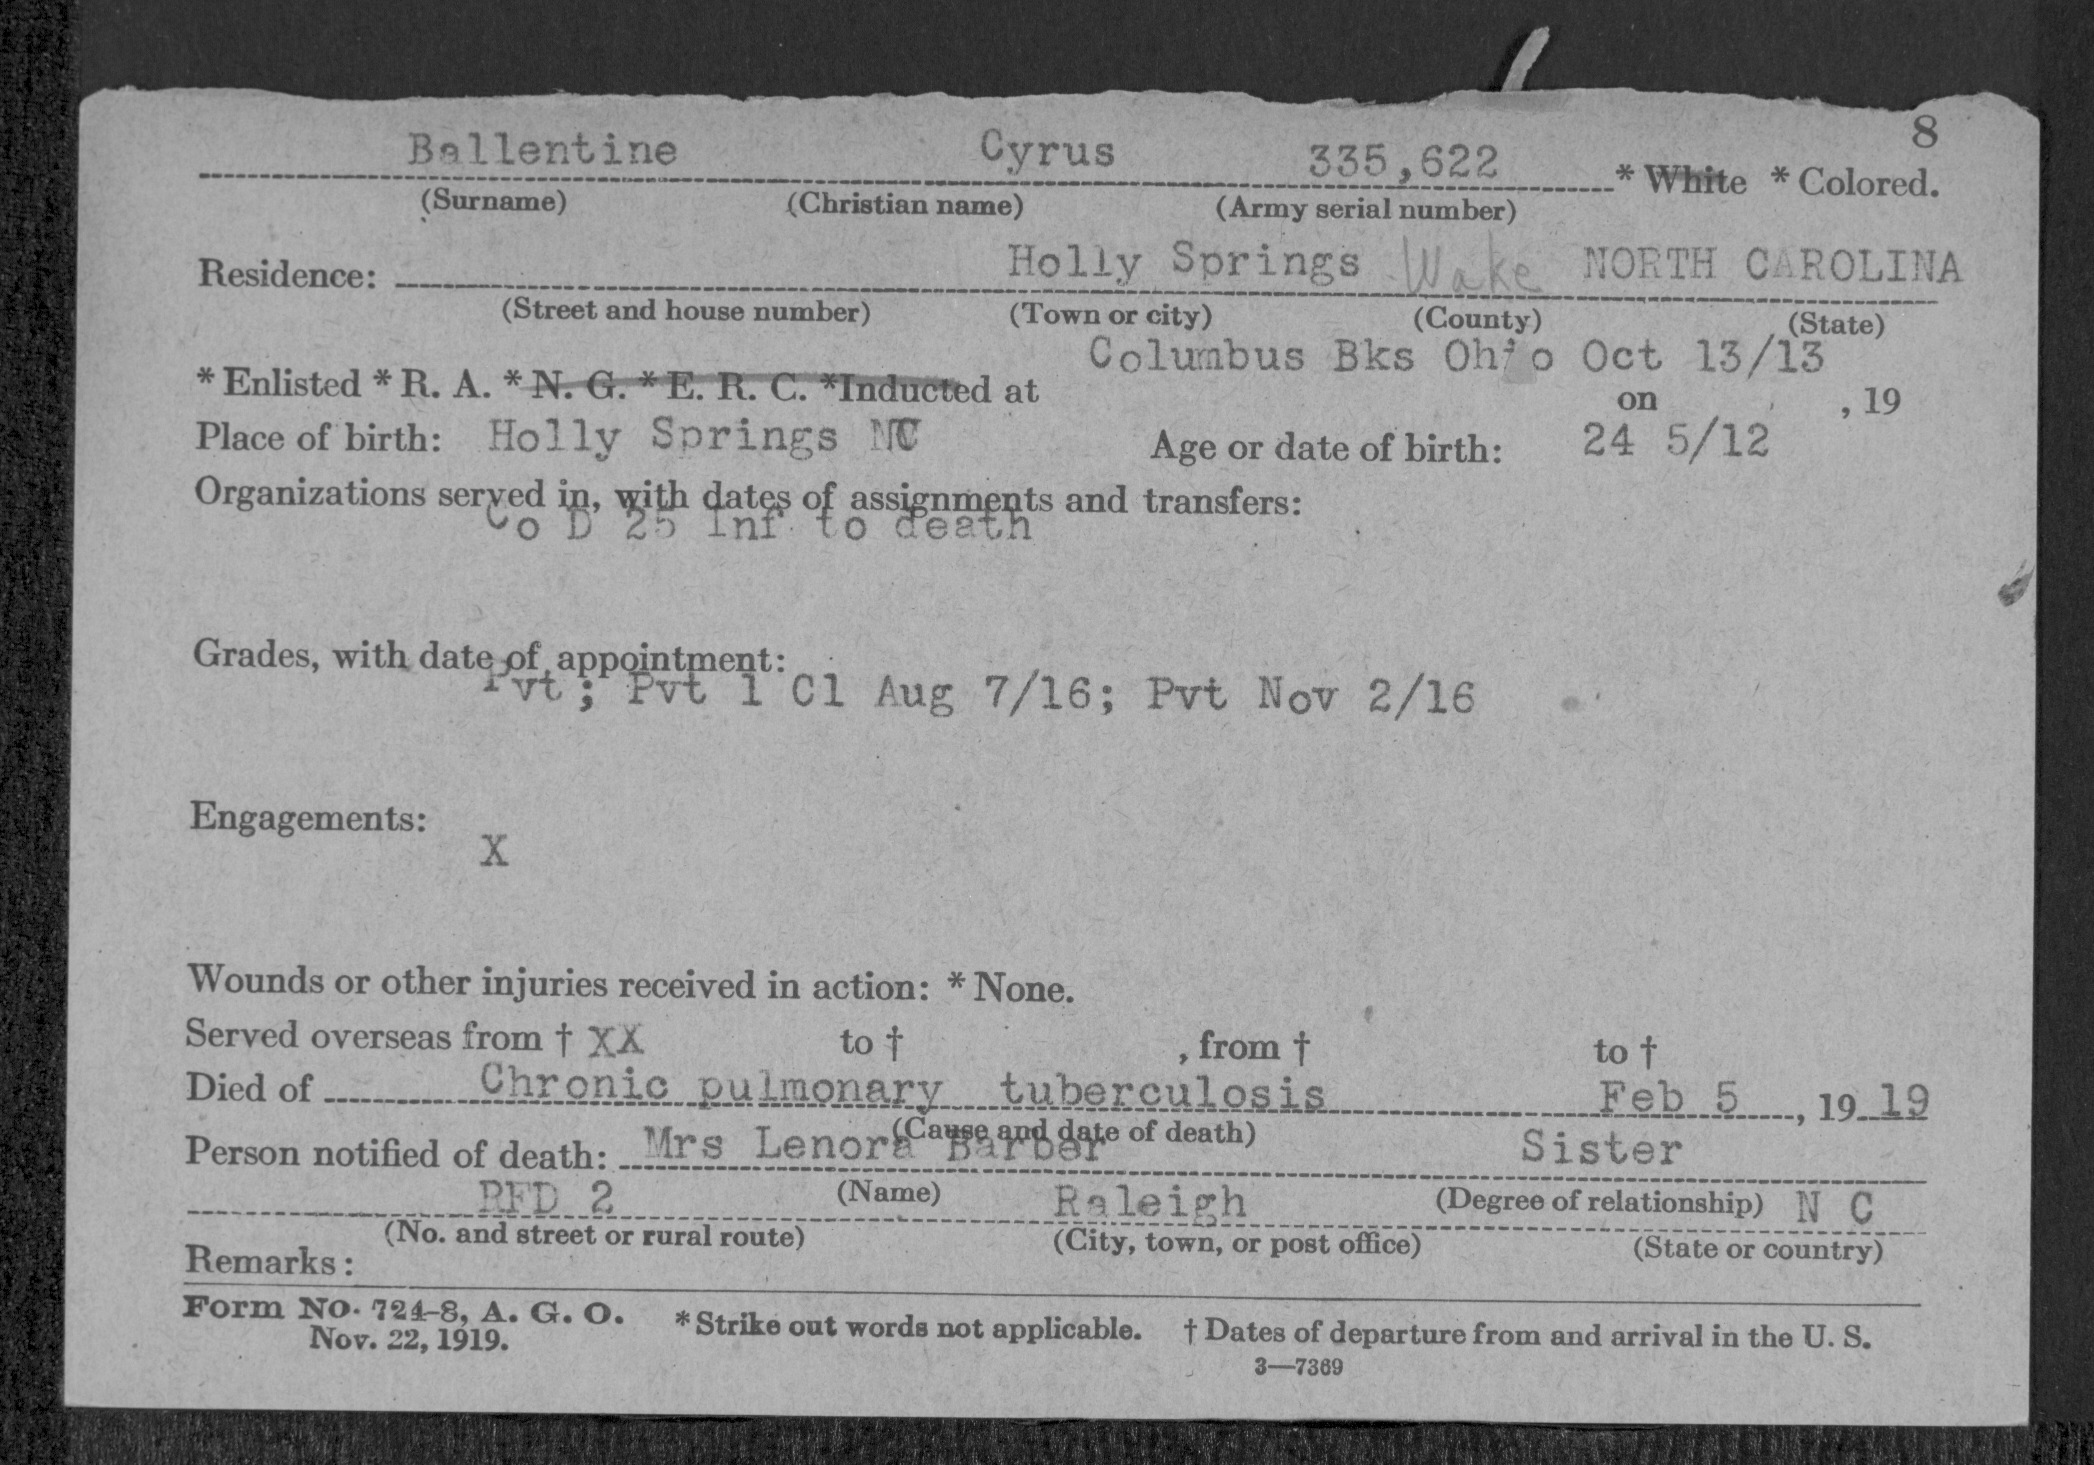 8
Ballentine Cyrus 335,622 * White * Colored.
(Surname) (Christian name) (Army serial number)
Residence: Holly Springs Wake NORTH CAROLINA
(Street and house number) (Town or city) (County) (State)
Columbus Bks Ohio Oct 13/13
* Enlisted * R. A. * N. G. * E. R. C. * Inducted at on , 19
Place of birth: Holly Springs NC Age or date of birth: 24 5/12
Organizations served in, with dates of assignments and transfers:
Co D 25 Inf to death
Grades, with date of appointment:
Pvt; Pvt 1 Cl Aug 7/16; Pvt Nov 2/16
Engagements:
X
Wounds or other injuries received in action: * None.
Served overseas from † XX to † , from † to †
Died of Chronic pulmonary tuberculosis Feb 5, 1919
(Cause and date of death)
Person notified of death: Mrs Lenora Barber Sister
(Name) (Degree of relationship)
RFD 2 Raleigh N C
(No. and street or rural route) (City, town, or post office) (State or country)
Remarks:
Form No. 724-8, A. G. O. * Strike out words not applicable. † Dates of departure from and arrival in the U. S.
Nov. 22, 1919.
3—7369